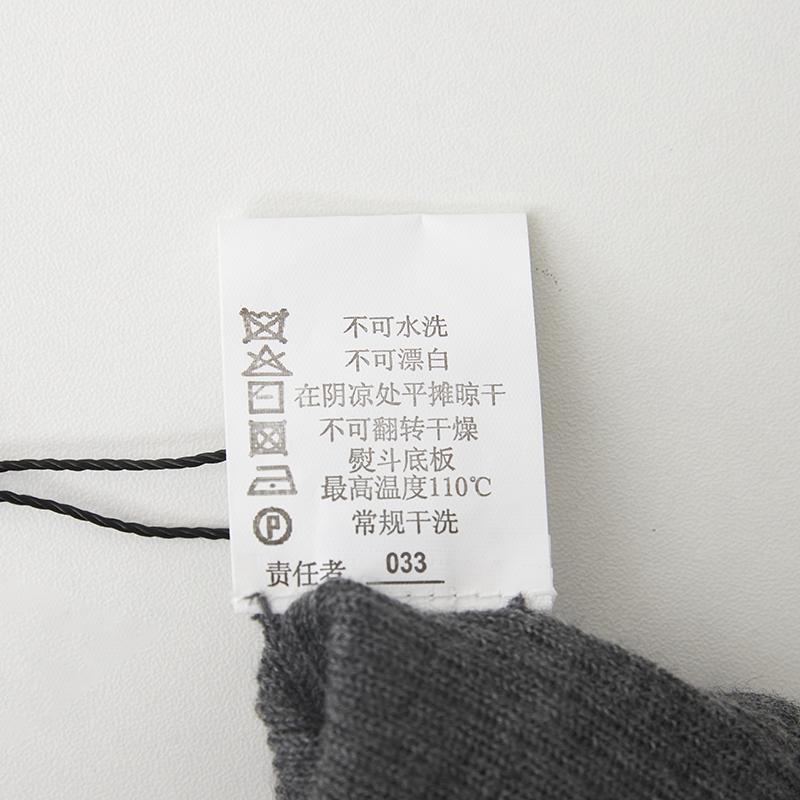 不可水洗
不可漂白
在阴凉处平摊晾干
不可翻转干燥
熨斗底板
最高温度110℃
P 常规干洗
责任者 033